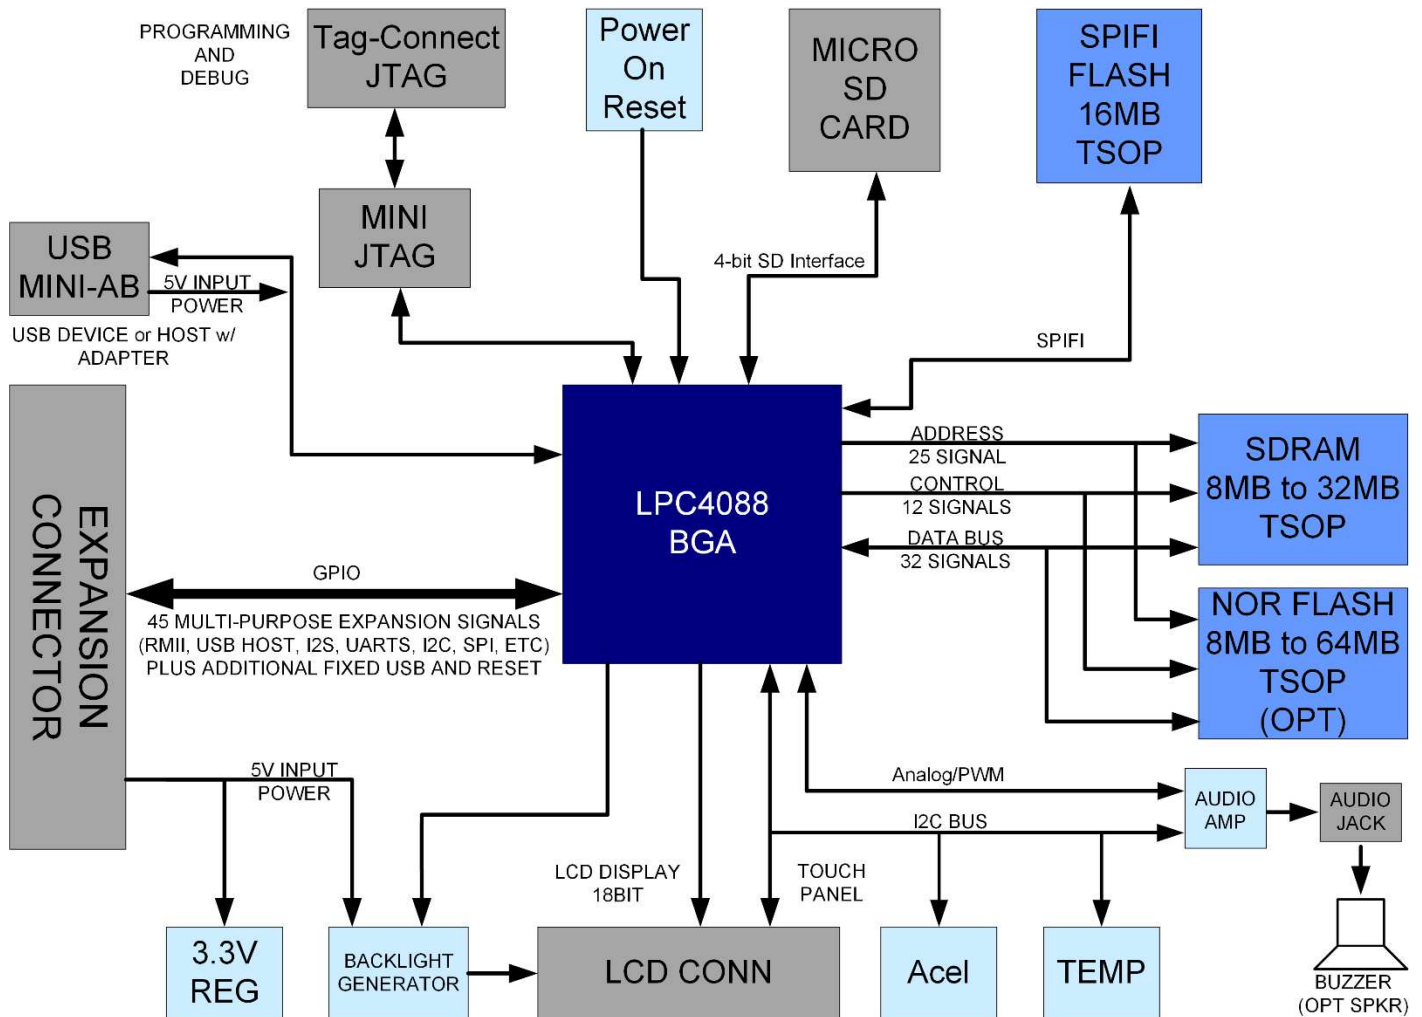 PROGRAMMING
AND
DEBUG
Tag-Connect
JTAG
Power
On
Reset
MICRO
SD
CARD
SPIFI
FLASH
16MB
TSOP
MINI
JTAG
USB
MINI-AB
5V INPUT
POWER
USB DEVICE or HOST w/
ADAPTER
4-bit SD Interface
SPIFI
EXPANSION
CONNECTOR
LPC4088
BGA
ADDRESS
25 SIGNAL
CONTROL
12 SIGNALS
DATA BUS
32 SIGNALS
SDRAM
8MB to 32MB
TSOP
GPIO
45 MULTI-PURPOSE EXPANSION SIGNALS
(RMII, USB HOST, I2S, UARTS, I2C, SPI, ETC)
PLUS ADDITIONAL FIXED USB AND RESET
NOR FLASH
8MB to 64MB
TSOP
(OPT)
5V INPUT
POWER
Analog/PWM
I2C BUS
AUDIO
AMP
AUDIO
JACK
LCD DISPLAY
18BIT
TOUCH
PANEL
3.3V
REG
BACKLIGHT
GENERATOR
LCD CONN
Acel
TEMP
BUZZER
(OPT SPKR)